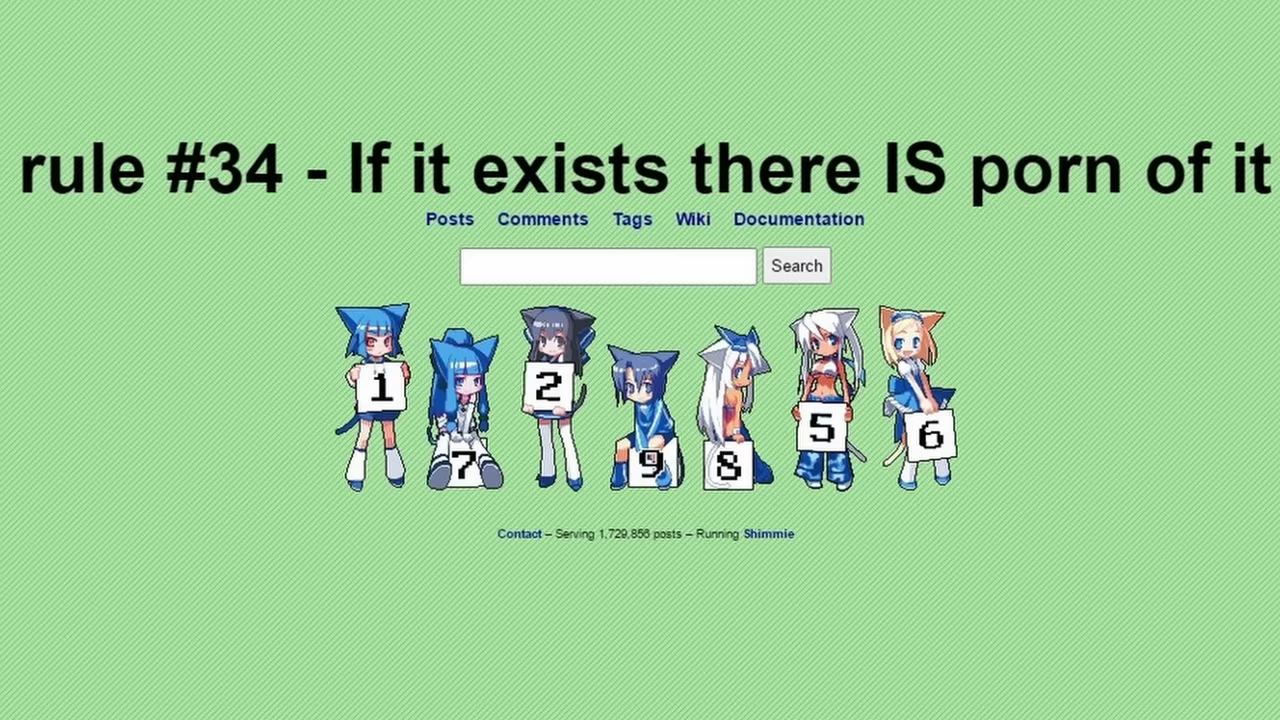 rule #34 - If it exists there IS porn of it
Posts Comments Tags Wiki Documentation
Search
1 7 2 9 8 5 6
Contact – Serving 1,729,856 posts – Running Shimmie